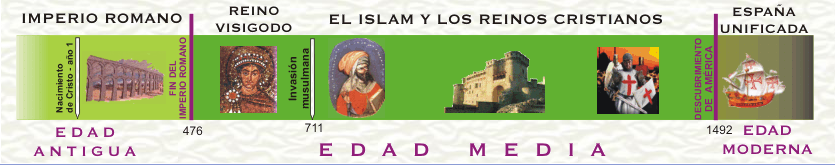 IMPERIO ROMANO
REINO
VISIGODO
EL ISLAM Y LOS REINOS CRISTIANOS
ESPAÑA
UNIFICADA
Nacimiento
de Cristo - año 1
FIN DEL
IMPERIO ROMANO
Invasión
musulmana
DESCUBRIMIENTO
DE AMÉRICA
476
711
1492
EDAD
ANTIGUA
EDAD MEDIA
EDAD
MODERNA